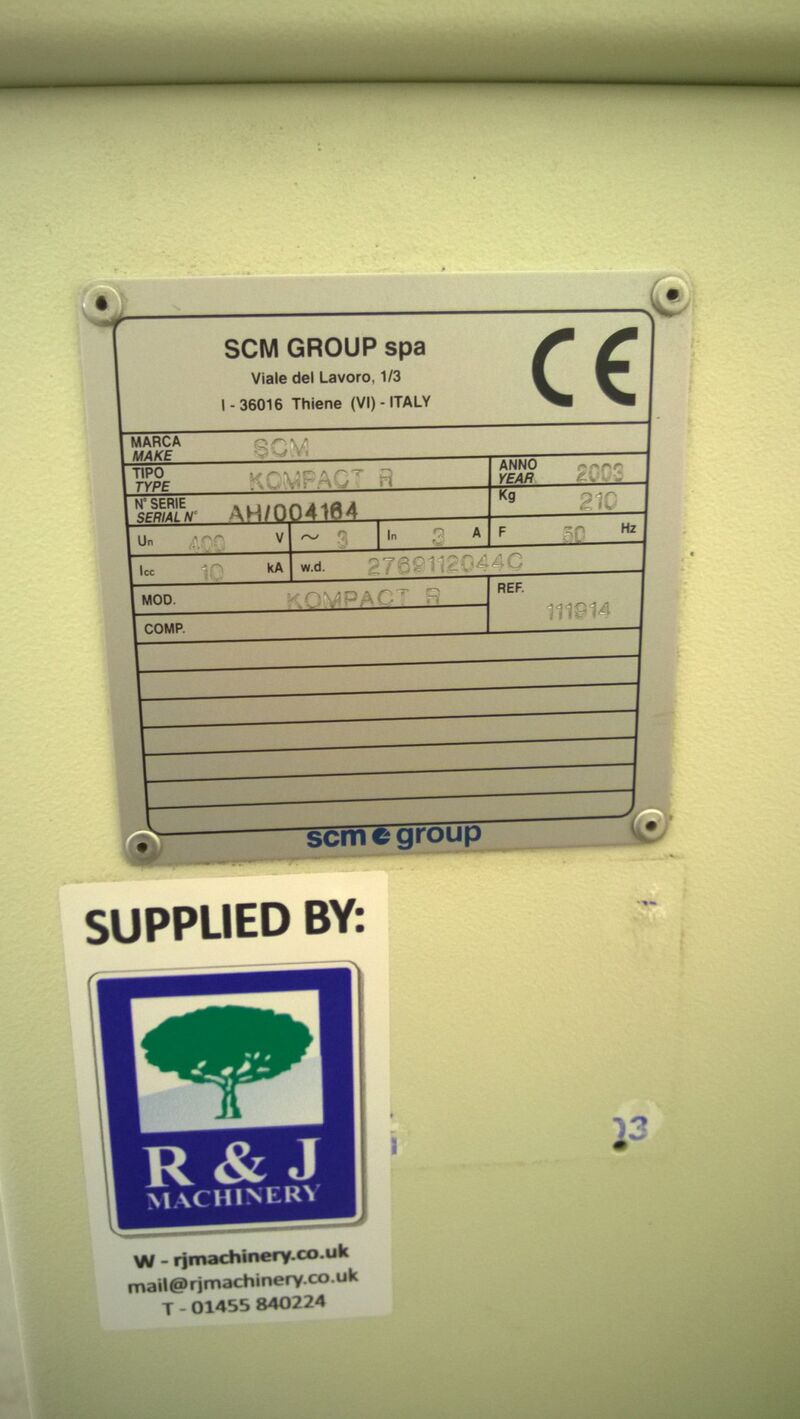 SCM GROUP spa
Viale del Lavoro, 1/3
I - 36016 Thiene (VI) - ITALY
CE
MARCA
MAKE SCM
TIPO
TYPE KOMPACT R
ANNO
YEAR 2003
N° SERIE
SERIAL N° AH/004164
Kg 210
Un 400 V ~ 3 In 3 A F 50 Hz
Icc 10 kA w.d. 2769112044C
MOD. KOMPACT R
REF. 111914
COMP.
scm group
SUPPLIED BY:
R & J
MACHINERY
W - rjmachinery.co.uk
mail@rjmachinery.co.uk
T - 01455 840224
03